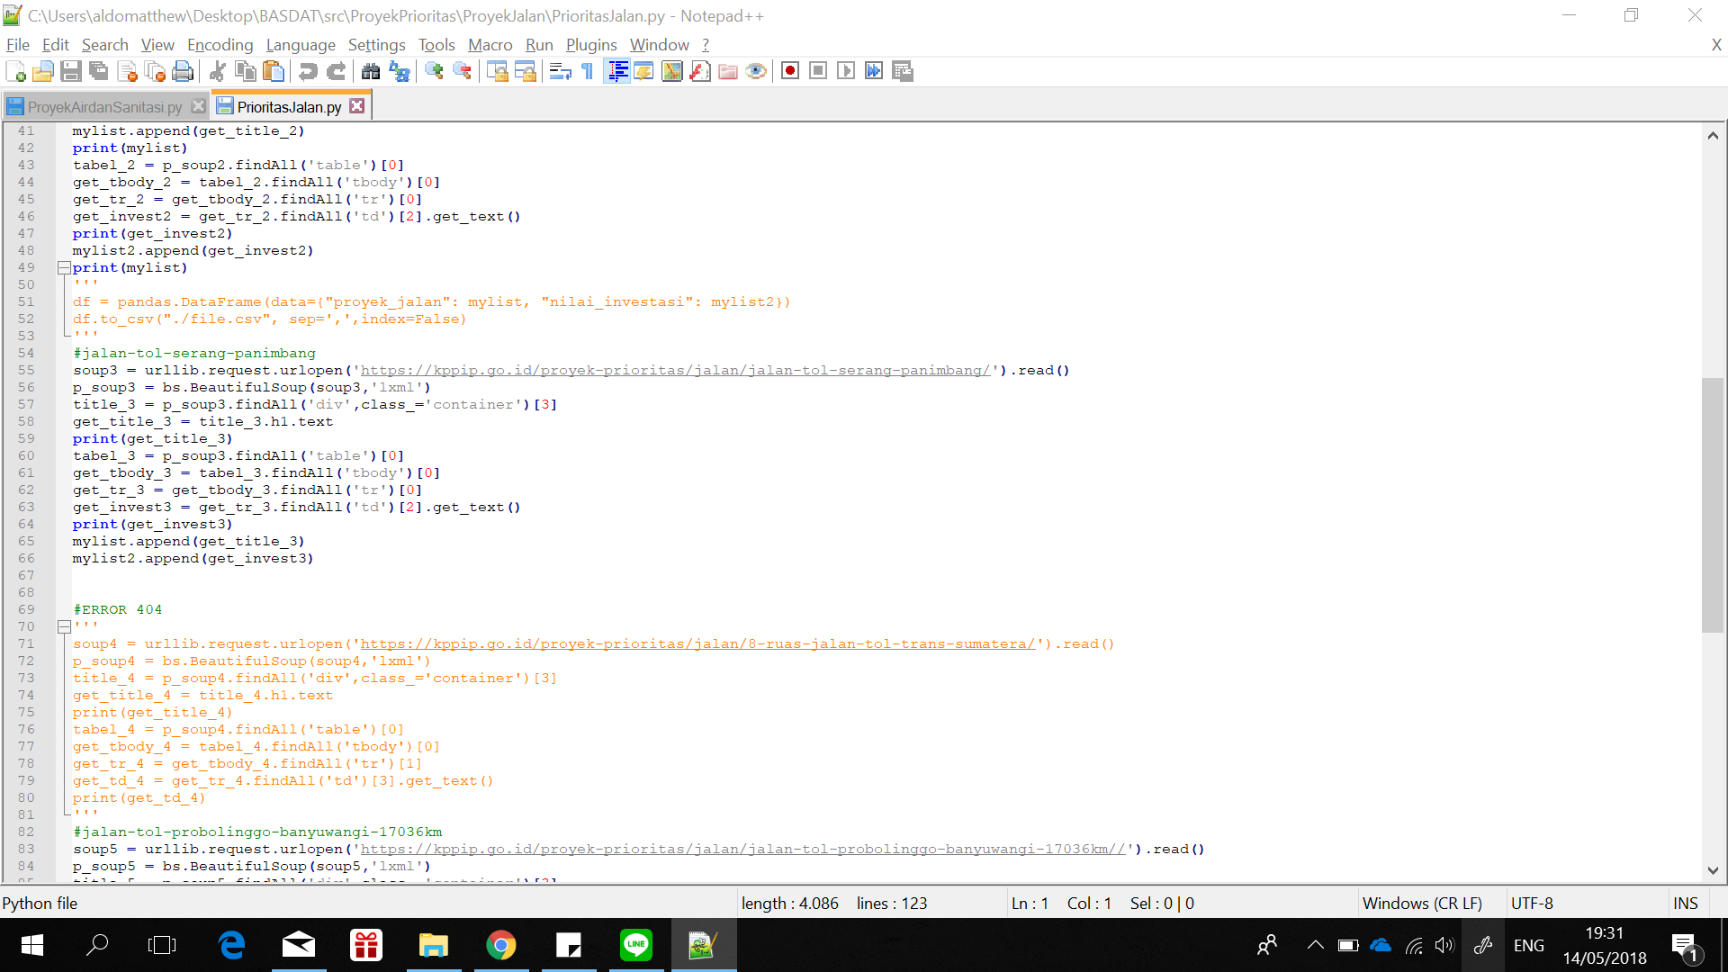 C:\Users\aldomatthew\Desktop\BASDAT\src\ProyekPrioritas\ProyekJalan\PrioritasJalan.py - Notepad++
File Edit Search View Encoding Language Settings Tools Macro Run Plugins Window ? X
ProyekAirdanSanitasi.py PrioritasJalan.py
41 mylist.append(get_title_2)
42 print(mylist)
43 tabel_2 = p_soup2.findAll('table')[0]
44 get_tbody_2 = tabel_2.findAll('tbody')[0]
45 get_tr_2 = get_tbody_2.findAll('tr')[0]
46 get_invest2 = get_tr_2.findAll('td')[2].get_text()
47 print(get_invest2)
48 mylist2.append(get_invest2)
49 print(mylist)
50 '''
51 df = pandas.DataFrame(data={"proyek_jalan": mylist, "nilai_investasi": mylist2})
52 df.to_csv("./file.csv", sep=',',index=False)
53 '''
54 #jalan-tol-serang-panimbang
55 soup3 = urllib.request.urlopen('https://kppip.go.id/proyek-prioritas/jalan/jalan-tol-serang-panimbang/').read()
56 p_soup3 = bs.BeautifulSoup(soup3,'lxml')
57 title_3 = p_soup3.findAll('div',class_='container')[3]
58 get_title_3 = title_3.h1.text
59 print(get_title_3)
60 tabel_3 = p_soup3.findAll('table')[0]
61 get_tbody_3 = tabel_3.findAll('tbody')[0]
62 get_tr_3 = get_tbody_3.findAll('tr')[0]
63 get_invest3 = get_tr_3.findAll('td')[2].get_text()
64 print(get_invest3)
65 mylist.append(get_title_3)
66 mylist2.append(get_invest3)
67
68
69 #ERROR 404
70 '''
71 soup4 = urllib.request.urlopen('https://kppip.go.id/proyek-prioritas/jalan/8-ruas-jalan-tol-trans-sumatera/').read()
72 p_soup4 = bs.BeautifulSoup(soup4,'lxml')
73 title_4 = p_soup4.findAll('div',class_='container')[3]
74 get_title_4 = title_4.h1.text
75 print(get_title_4)
76 tabel_4 = p_soup4.findAll('table')[0]
77 get_tbody_4 = tabel_4.findAll('tbody')[0]
78 get_tr_4 = get_tbody_4.findAll('tr')[1]
79 get_td_4 = get_tr_4.findAll('td')[3].get_text()
80 print(get_td_4)
81 '''
82 #jalan-tol-probolinggo-banyuwangi-17036km
83 soup5 = urllib.request.urlopen('https://kppip.go.id/proyek-prioritas/jalan/jalan-tol-probolinggo-banyuwangi-17036km//').read()
84 p_soup5 = bs.BeautifulSoup(soup5,'lxml')
Python file length : 4.086 lines : 123 Ln : 1 Col : 1 Sel : 0 | 0 Windows (CR LF) UTF-8 INS
LINE ENG 19:31
14/05/2018 1